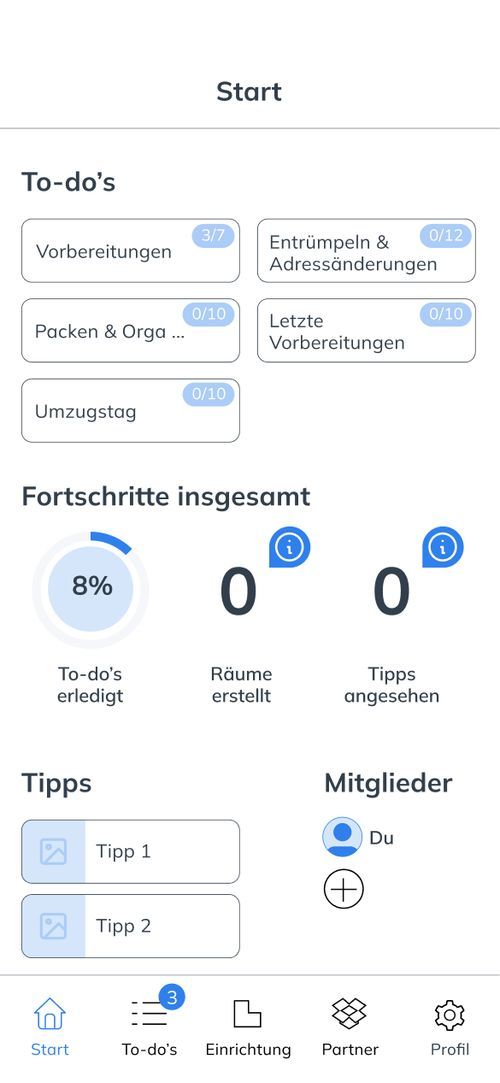 Start
To-do’s
Vorbereitungen
3/7
Entrümpeln &
Adressänderungen
0/12
Packen & Orga ...
0/10
Letzte
Vorbereitungen
0/10
Umzugstag
0/10
Fortschritte insgesamt
8%
To-do’s
erledigt
0
i
Räume
erstellt
0
i
Tipps
angesehen
Tipps
Tipp 1
Tipp 2
Mitglieder
Du
Start
3
To-do’s
Einrichtung
Partner
Profil